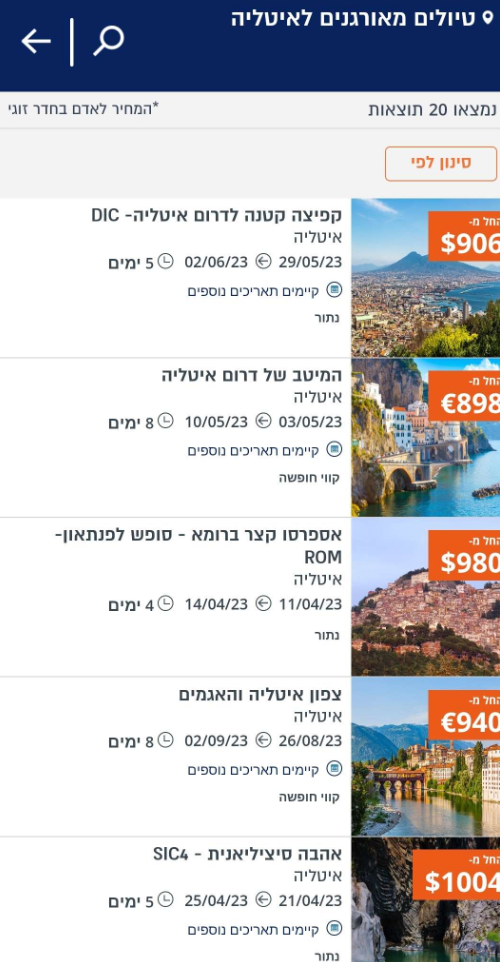 טיולים מאורגנים לאיטליה
נמצאו 20 תוצאות
*המחיר לאדם בחדר זוגי
סינון לפי
החל מ-
$906
קפיצה קטנה לדרום איטליה- DIC
איטליה
29/05/23 02/06/23 5 ימים
קיימים תאריכים נוספים
נתור
החל מ-
€898
המיטב של דרום איטליה
איטליה
03/05/23 10/05/23 8 ימים
קיימים תאריכים נוספים
קווי חופשה
החל מ-
$980
אספרסו קצר ברומא - סופש לפנתאון-
ROM
איטליה
11/04/23 14/04/23 4 ימים
נתור
החל מ-
€940
צפון איטליה והאגמים
איטליה
26/08/23 02/09/23 8 ימים
קיימים תאריכים נוספים
קווי חופשה
החל מ-
$1004
אהבה סיציליאנית - SIC4
איטליה
21/04/23 25/04/23 5 ימים
קיימים תאריכים נוספים
נתור